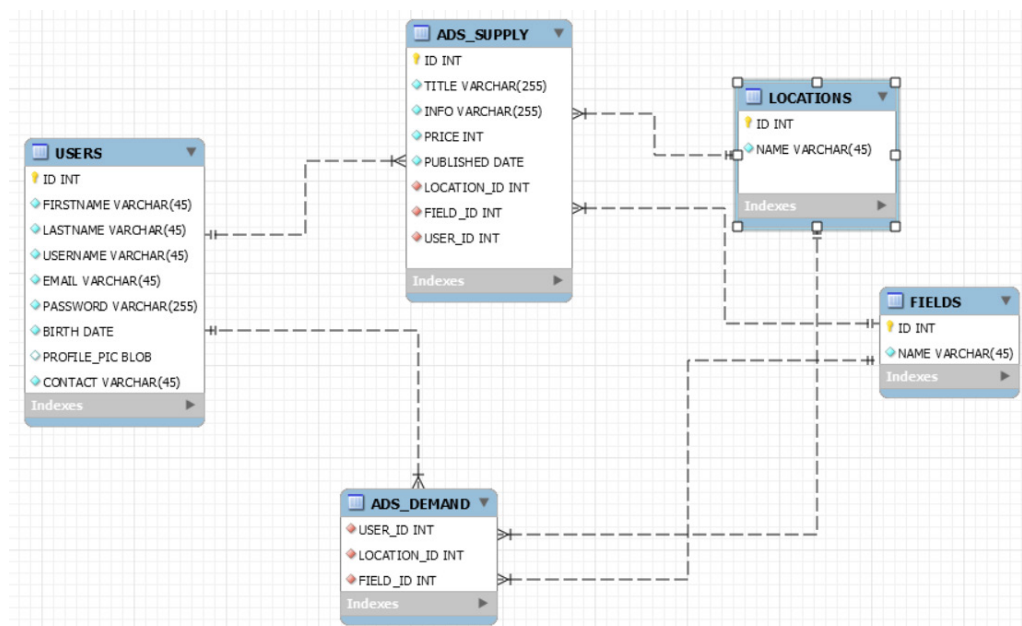 USERS
ID INT
FIRSTNAME VARCHAR(45)
LASTNAME VARCHAR(45)
USERNAME VARCHAR(45)
EMAIL VARCHAR(45)
PASSWORD VARCHAR(255)
BIRTH DATE
PROFILE_PIC BLOB
CONTACT VARCHAR(45)
Indexes
ADS_SUPPLY
ID INT
TITLE VARCHAR(255)
INFO VARCHAR(255)
PRICE INT
PUBLISHED DATE
LOCATION_ID INT
FIELD_ID INT
USER_ID INT
Indexes
LOCATIONS
ID INT
NAME VARCHAR(45)
Indexes
FIELDS
ID INT
NAME VARCHAR(45)
Indexes
ADS_DEMAND
USER_ID INT
LOCATION_ID INT
FIELD_ID INT
Indexes